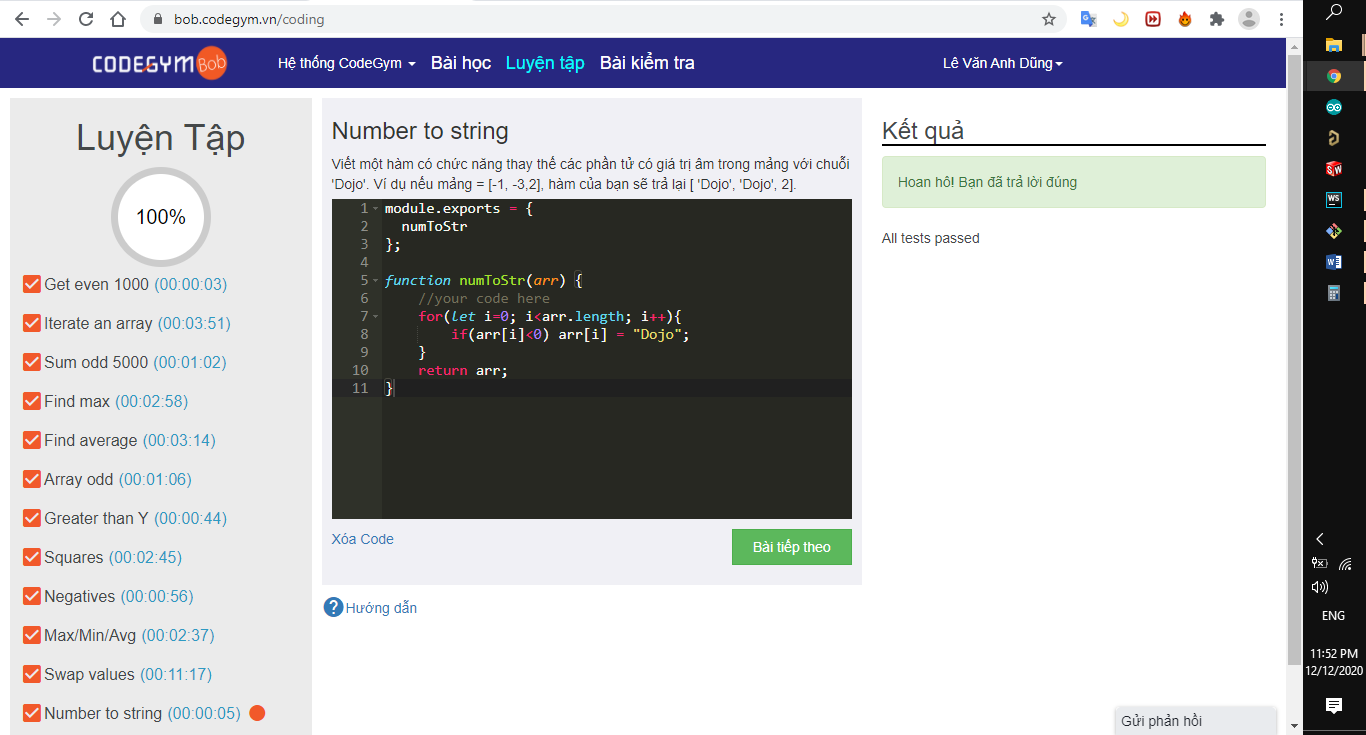 bob.codegym.vn/coding
CODEGYM Bob
Hệ thống CodeGym
Bài học
Luyện tập
Bài kiểm tra
Lê Văn Anh Dũng
Luyện Tập
100%
Get even 1000 (00:00:03)
Iterate an array (03:51)
Sum odd 5000 (00:01:02)
Find max (00:02:58)
Find average (00:03:14)
Array odd (00:01:06)
Greater than Y (00:00:44)
Squares (00:02:45)
Negatives (00:00:56)
Max/Min/Avg (00:02:37)
Swap values (00:11:17)
Number to string (00:00:05)
Number to string
Viết một hàm có chức năng thay thế các phần tử có giá trị âm trong mảng với chuỗi
'Dojo'. Ví dụ nếu mảng = [-1, -3,2], hàm của bạn sẽ trả lại [ 'Dojo', 'Dojo', 2].
1 module.exports = {
2 numToStr
3 };
4
5 function numToStr(arr) {
6 //your code here
7 for(let i=0; i<arr.length; i++){
8 if(arr[i]<0) arr[i] = "Dojo";
9 }
10 return arr;
11 }
Xóa Code
Bài tiếp theo
? Hướng dẫn
Kết quả
Hoan hô! Bạn đã trả lời đúng
All tests passed
Gửi phản hồi
SW
WS
W
ENG
11:52 PM
12/12/2020